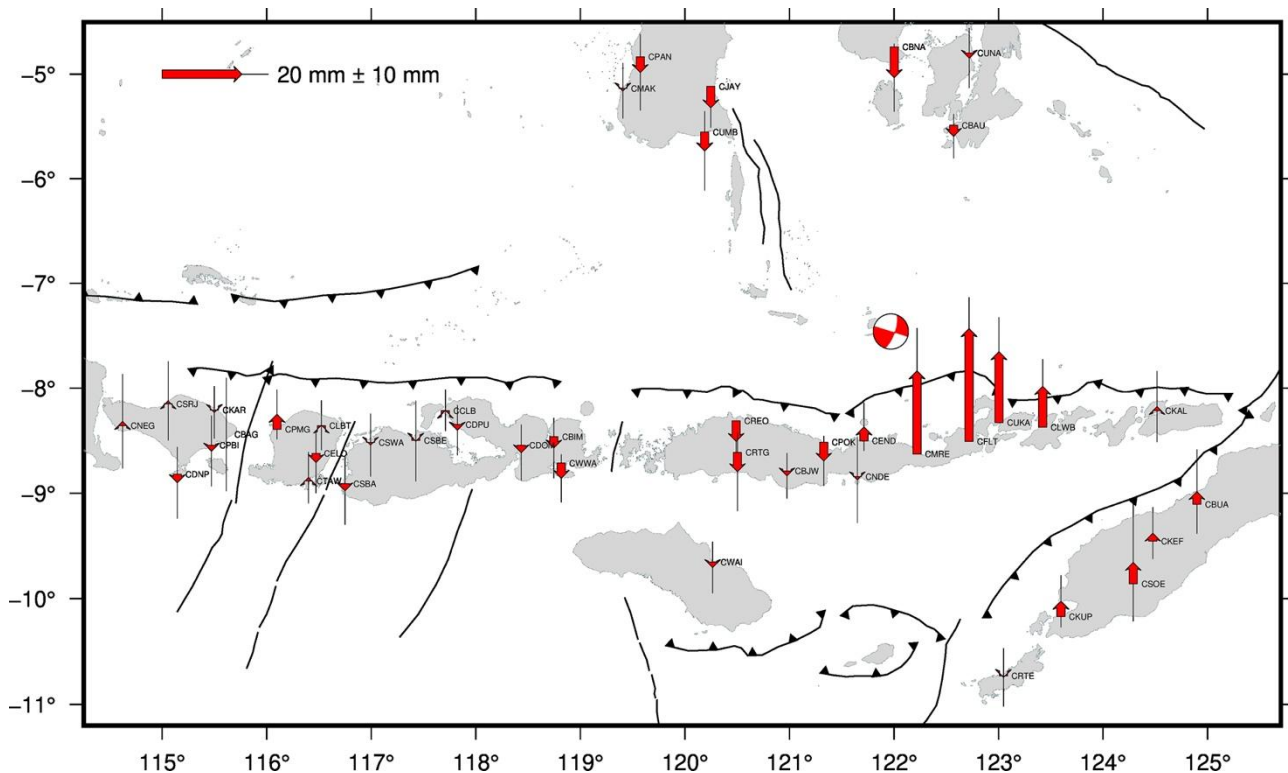 20 mm ± 10 mm
CPAN
CMAK
CJAY
CUMB
CBNA
CUNA
CBAU
CSRJ
CKAR
CNEG
CPBI
CBAG
CDNP
CPMG
CLBT
CELO
CTAW
CSWA
CSBA
CSBE
CCLB
CDPU
CBIM
CWWA
CREO
CRTG
CPOK
CBJW
CEND
CNDE
CMRE
CFLT
CUKA
CLWB
CKAL
CWAI
CBUA
CKEF
CSOE
CKUP
CRTE
−5°
−6°
−7°
−8°
−9°
−10°
−11°
115°
116°
117°
118°
119°
120°
121°
122°
123°
124°
125°